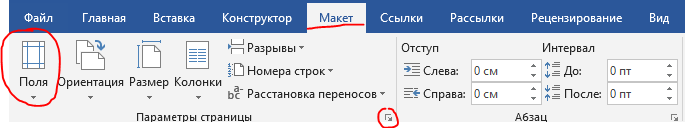 Файл Главная Вставка Конструктор Макет Ссылки Рассылки Рецензирование Вид
Поля
Ориентация
Размер
Колонки
Разрывы
Номера строк
bc
a-
Расстановка переносов
Параметры страницы
Отступ
Слева: 0 см
Справа: 0 см
Интервал
До: 0 пт
После: 0 пт
Абзац